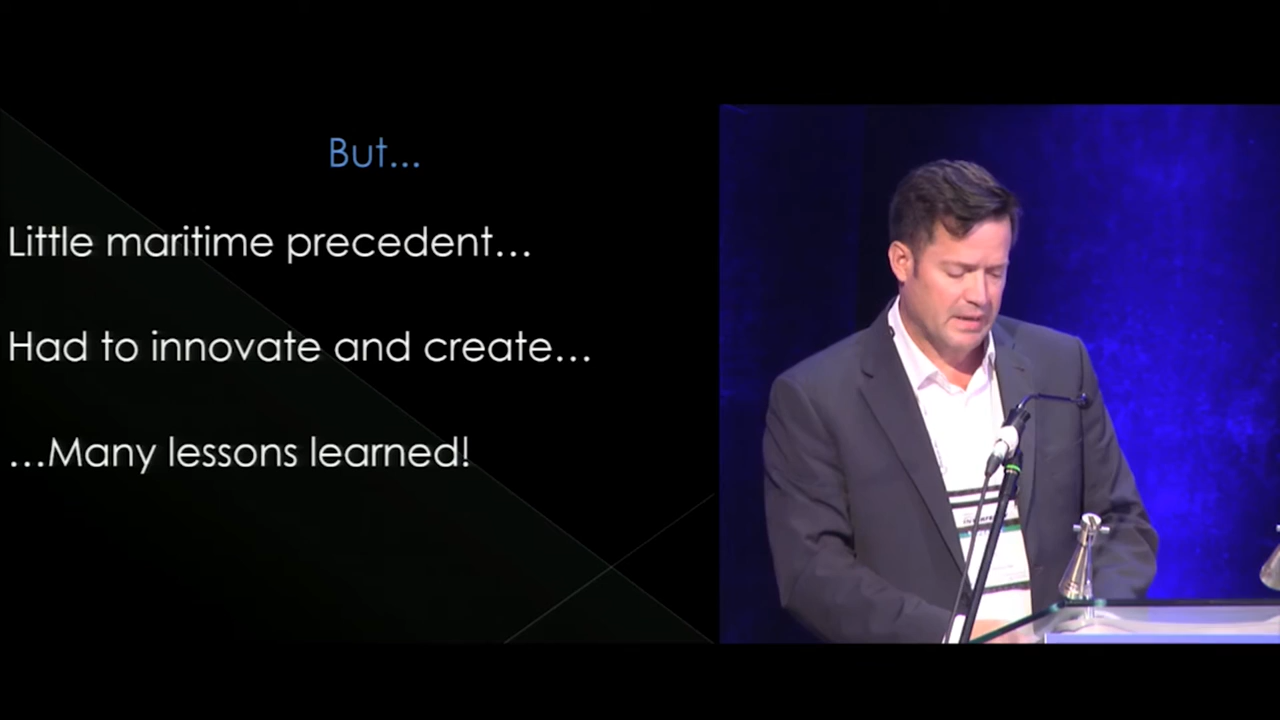 But...
Little maritime precedent...
Had to innovate and create...
...Many lessons learned!